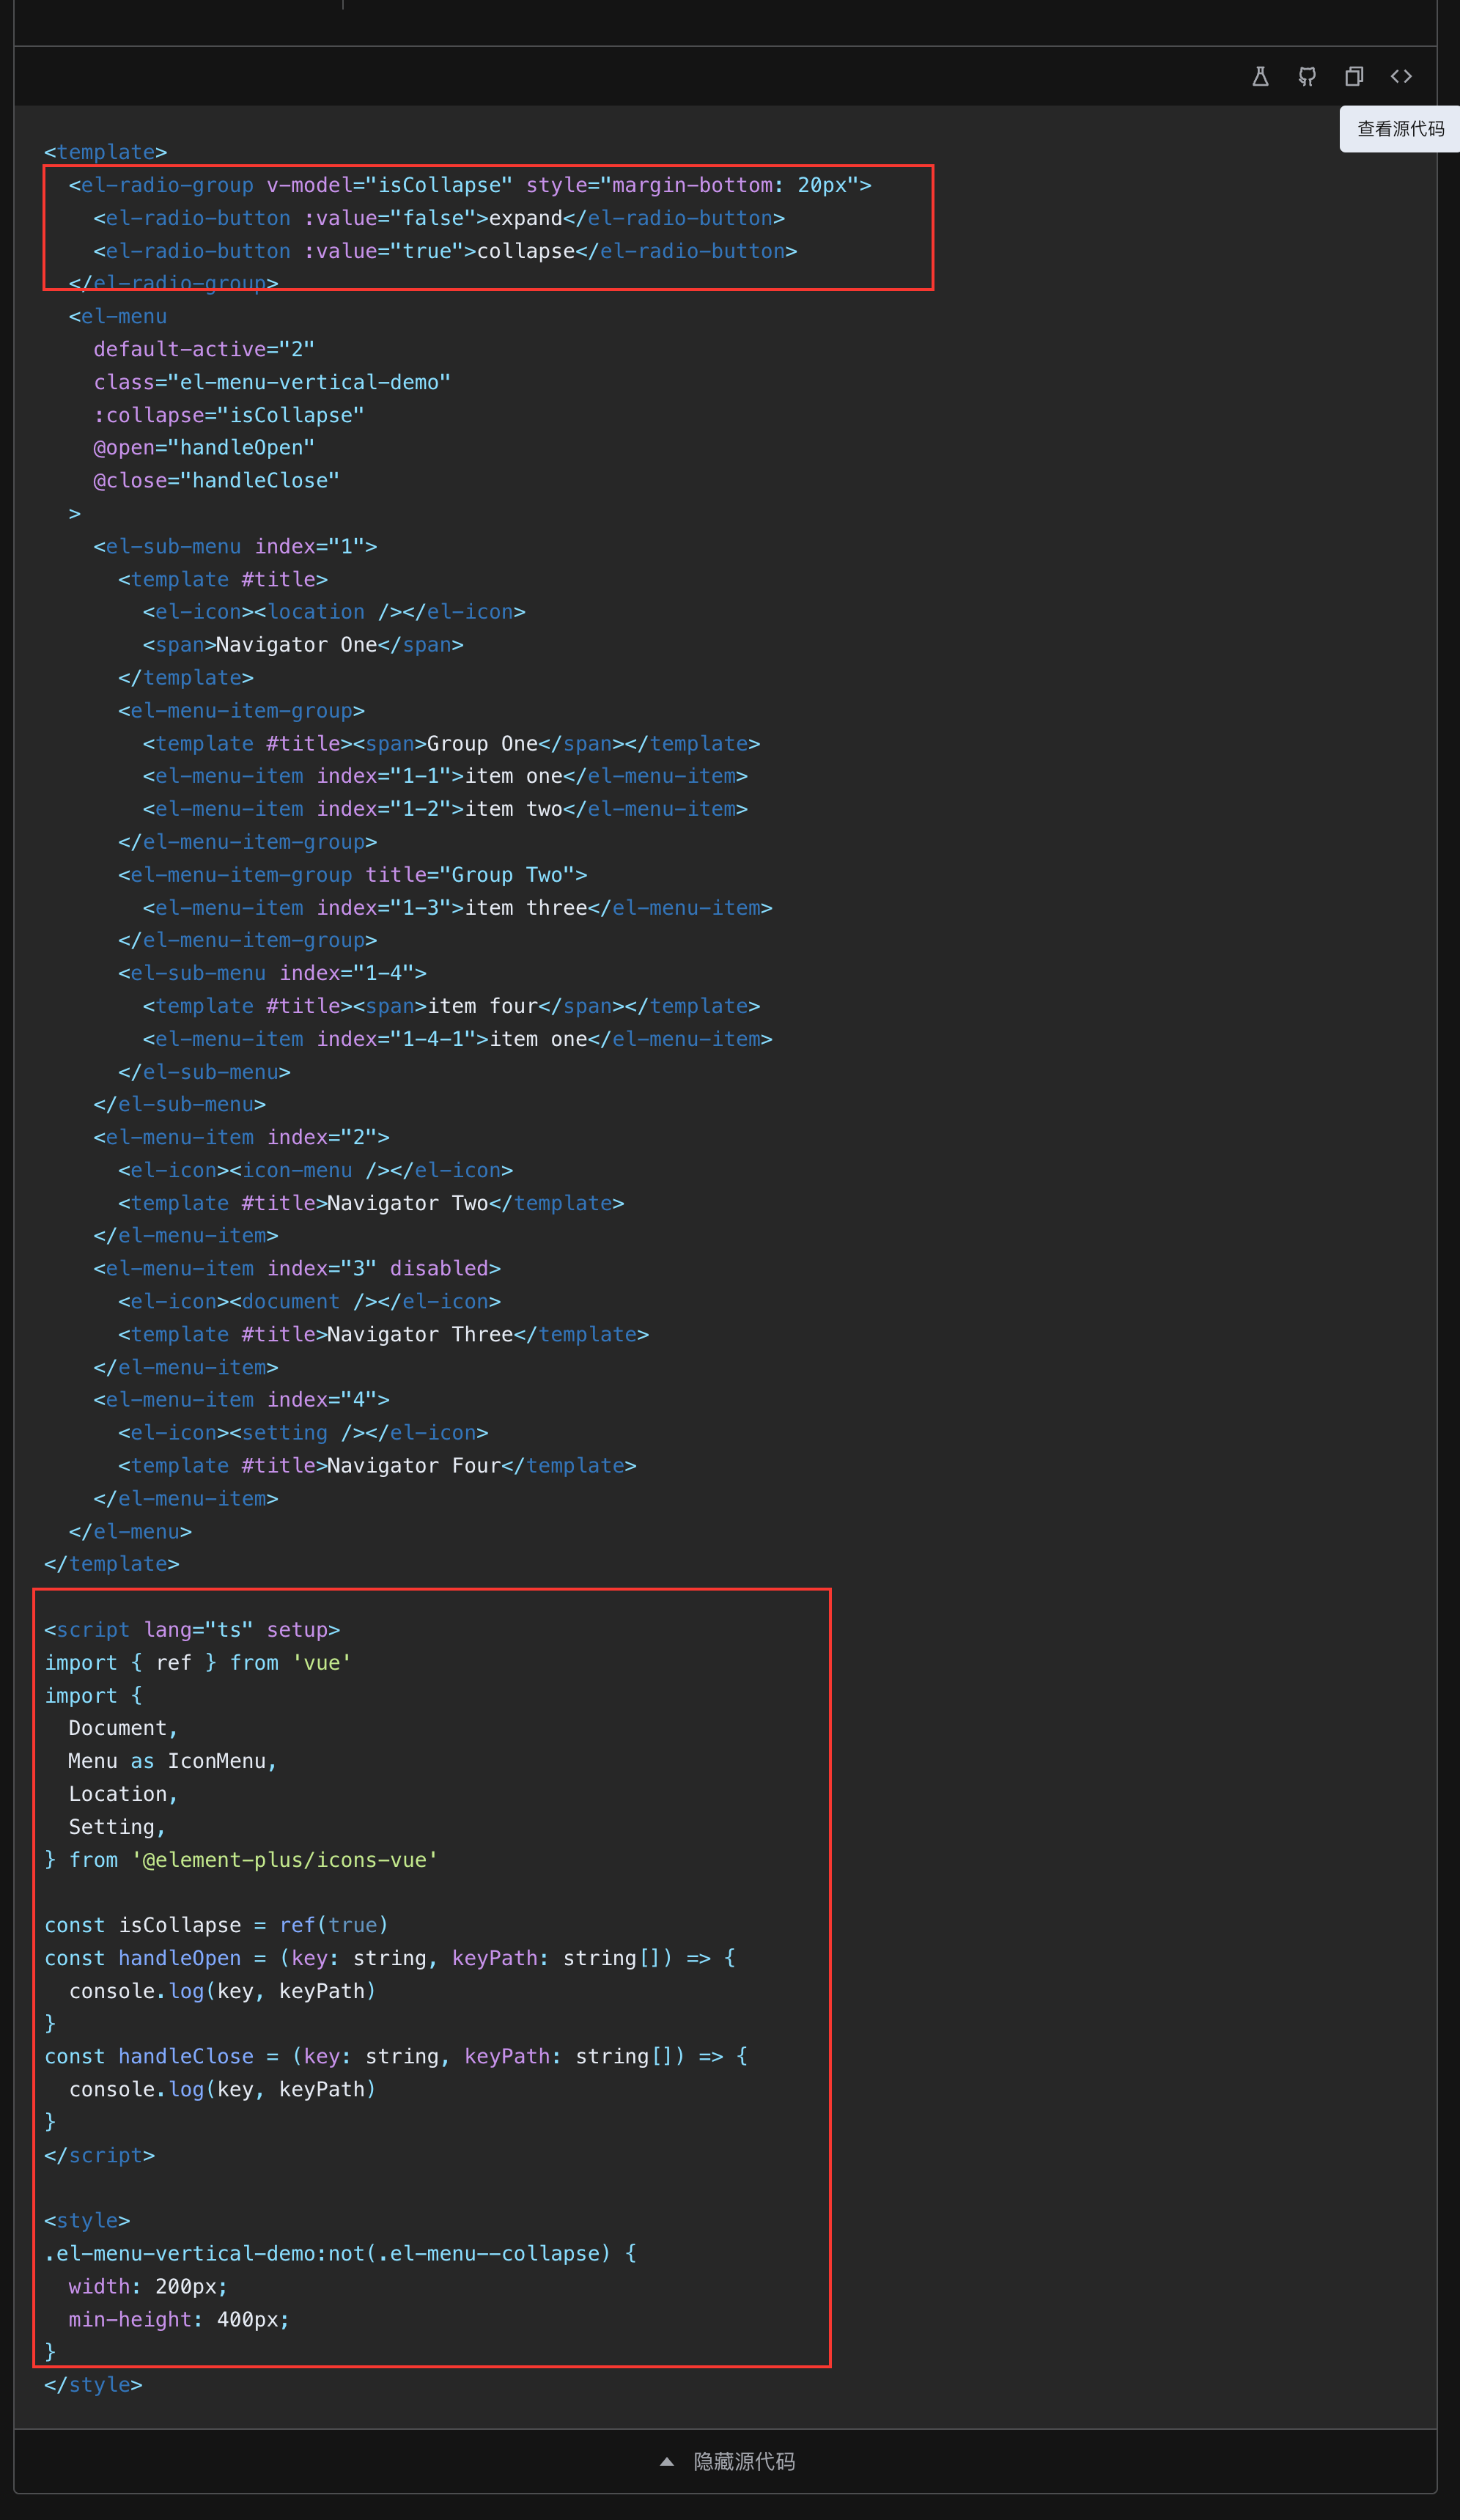 查看源代码
<template>
  <el-radio-group v-model="isCollapse" style="margin-bottom: 20px">
    <el-radio-button :value="false">expand</el-radio-button>
    <el-radio-button :value="true">collapse</el-radio-button>
  </el-radio-group>
  <el-menu
    default-active="2"
    class="el-menu-vertical-demo"
    :collapse="isCollapse"
    @open="handleOpen"
    @close="handleClose"
  >
    <el-sub-menu index="1">
      <template #title>
        <el-icon><location /></el-icon>
        <span>Navigator One</span>
      </template>
      <el-menu-item-group>
        <template #title><span>Group One</span></template>
        <el-menu-item index="1-1">item one</el-menu-item>
        <el-menu-item index="1-2">item two</el-menu-item>
      </el-menu-item-group>
      <el-menu-item-group title="Group Two">
        <el-menu-item index="1-3">item three</el-menu-item>
      </el-menu-item-group>
      <el-sub-menu index="1-4">
        <template #title><span>item four</span></template>
        <el-menu-item index="1-4-1">item one</el-menu-item>
      </el-sub-menu>
    </el-sub-menu>
    <el-menu-item index="2">
      <el-icon><icon-menu /></el-icon>
      <template #title>Navigator Two</template>
    </el-menu-item>
    <el-menu-item index="3" disabled>
      <el-icon><document /></el-icon>
      <template #title>Navigator Three</template>
    </el-menu-item>
    <el-menu-item index="4">
      <el-icon><setting /></el-icon>
      <template #title>Navigator Four</template>
    </el-menu-item>
  </el-menu>
</template>

<script lang="ts" setup>
import { ref } from 'vue'
import {
  Document,
  Menu as IconMenu,
  Location,
  Setting,
} from '@element-plus/icons-vue'

const isCollapse = ref(true)
const handleOpen = (key: string, keyPath: string[]) => {
  console.log(key, keyPath)
}
const handleClose = (key: string, keyPath: string[]) => {
  console.log(key, keyPath)
}
</script>

<style>
.el-menu-vertical-demo:not(.el-menu--collapse) {
  width: 200px;
  min-height: 400px;
}
</style>
隐藏源代码